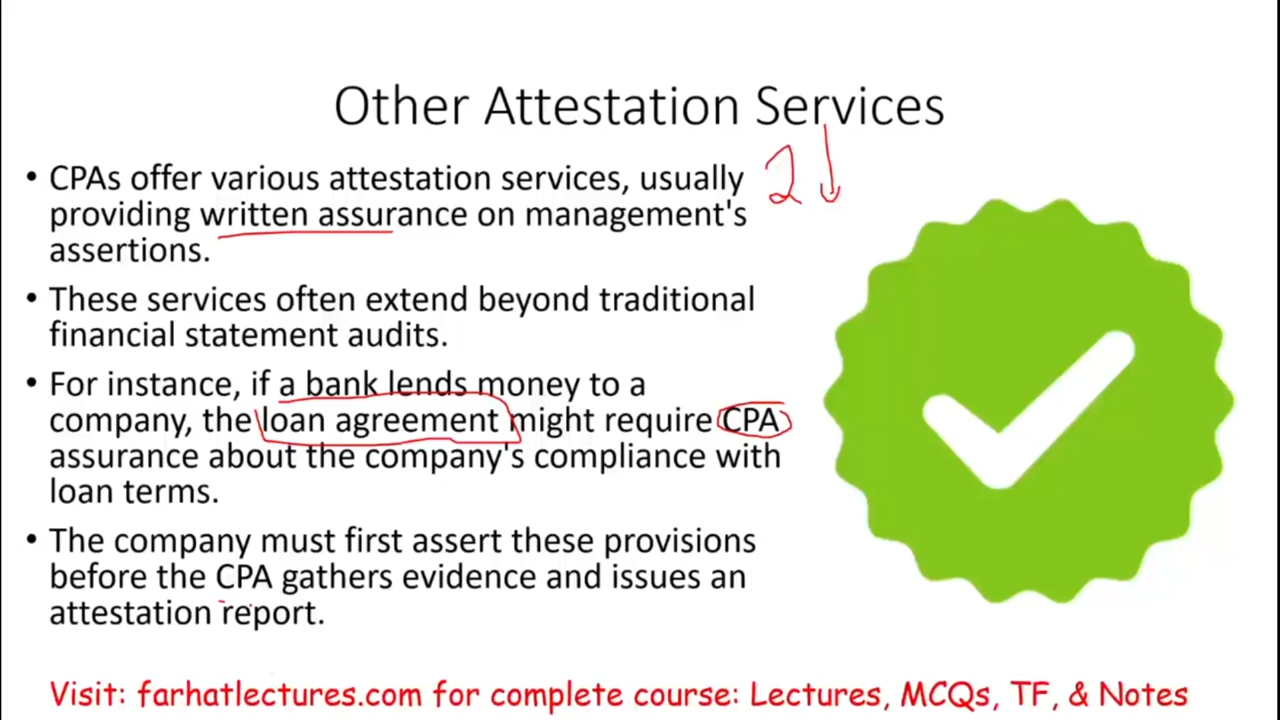 Other Attestation Services
2
• CPAs offer various attestation services, usually
providing written assurance on management's
assertions.
• These services often extend beyond traditional
financial statement audits.
• For instance, if a bank lends money to a
company, the loan agreement might require CPA
assurance about the company's compliance with
loan terms.
• The company must first assert these provisions
before the CPA gathers evidence and issues an
attestation report.
Visit: farhatlectures.com for complete course: Lectures, MCQs, TF, & Notes